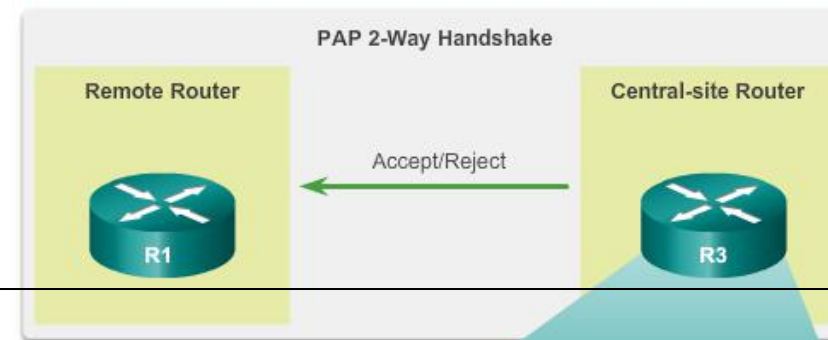 PAP 2-Way Handshake
Remote Router
Central-site Router
Accept/Reject
R1
R3